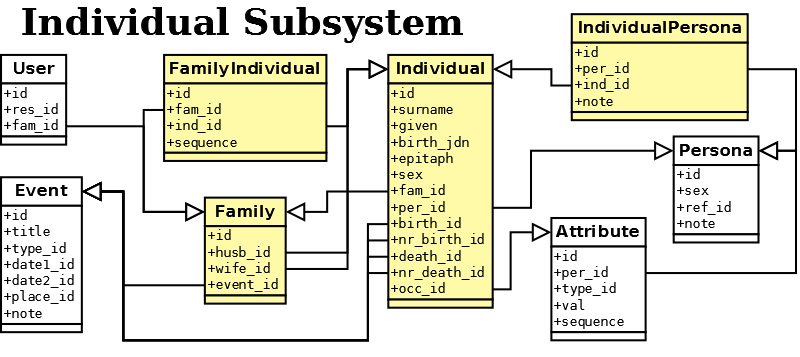 Individual Subsystem
User
+id
+res_id
+fam_id
FamilyIndividual
+id
+fam_id
+ind_id
+sequence
Individual
+id
+surname
+given
+birth_jdn
+epitaph
+sex
+fam_id
+per_id
+birth_id
+nr_birth_id
+death_id
+nr_death_id
+occ_id
IndividualPersona
+id
+per_id
+ind_id
+note
Persona
+id
+sex
+ref_id
+note
Event
+id
+title
+type_id
+date1_id
+date2_id
+place_id
+note
Family
+id
+husb_id
+wife_id
+event_id
Attribute
+id
+per_id
+type_id
+val
+sequence